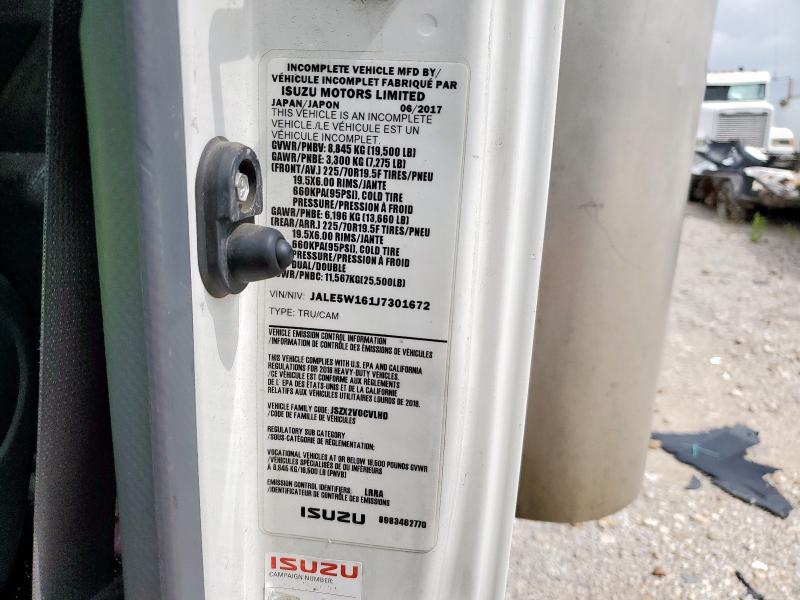 INCOMPLETE VEHICLE MFD BY/
VÉHICULE INCOMPLET FABRIQUÉ PAR
ISUZU MOTORS LIMITED
JAPAN/JAPON 06/2017
THIS VEHICLE IS AN INCOMPLETE
VEHICLE./LE VÉHICULE EST UN
VÉHICULE INCOMPLET.
GVWR/PNBV: 8,845 KG (19,500 LB)
GAWR/PNBE: 3,300 KG (7,275 LB)
(FRONT/AV.) 225/70R19.5F TIRES/PNEU
19.5X6.00 RIMS/JANTE
660KPA(95PSI), COLD TIRE
PRESSURE/PRESSION À FROID
GAWR/PNBE: 6,196 KG (13,660 LB)
(REAR/ARR.) 225/70R19.5F TIRES/PNEU
19.5X6.00 RIMS/JANTE
660KPA(95PSI), COLD TIRE
PRESSURE/PRESSION À FROID
DUAL/DOUBLE
WR/PNBC: 11,567KG(25,500LB)
VIN/NIV: JALE5W161J7301672
TYPE: TRU/CAM
VEHICLE EMISSION CONTROL INFORMATION
/INFORMATION DE CONTRÔLE DES ÉMISSIONS DE VÉHICULES
THIS VEHICLE COMPLIES WITH U.S. EPA AND CALIFORNIA
REGULATIONS FOR 2018 HEAVY-DUTY VEHICLES.
/CE VÉHICULE EST CONFORME AUX RÈGLEMENTS
DE L' EPA DES ÉTATS-UNIS ET DE LA CALIFORNIE
RELATIFS AUX VÉHICULES UTILITAIRES LOURDS DE 2018.
VEHICLE FAMILY CODE: JSZX2VOCVLHD
/CODE DE FAMILLE DE VÉHICULES
REGULATORY SUB CATEGORY
/SOUS-CATÉGORIE DE RÉGLEMENTATION:
VOCATIONAL VEHICLES AT OR BELOW 19,500 POUNDS GVWR
/VÉHICULES SPÉCIALISÉS DE OU INFÉRIEURS
À 8,845 KG/19,500 LB (PNVB)
EMISSION CONTROL IDENTIFIERS: LRRA
/IDENTIFICATEUR DE CONTRÔLE DES ÉMISSIONS
ISUZU 8983462770
ISUZU
CAMPAIGN NUMBER: